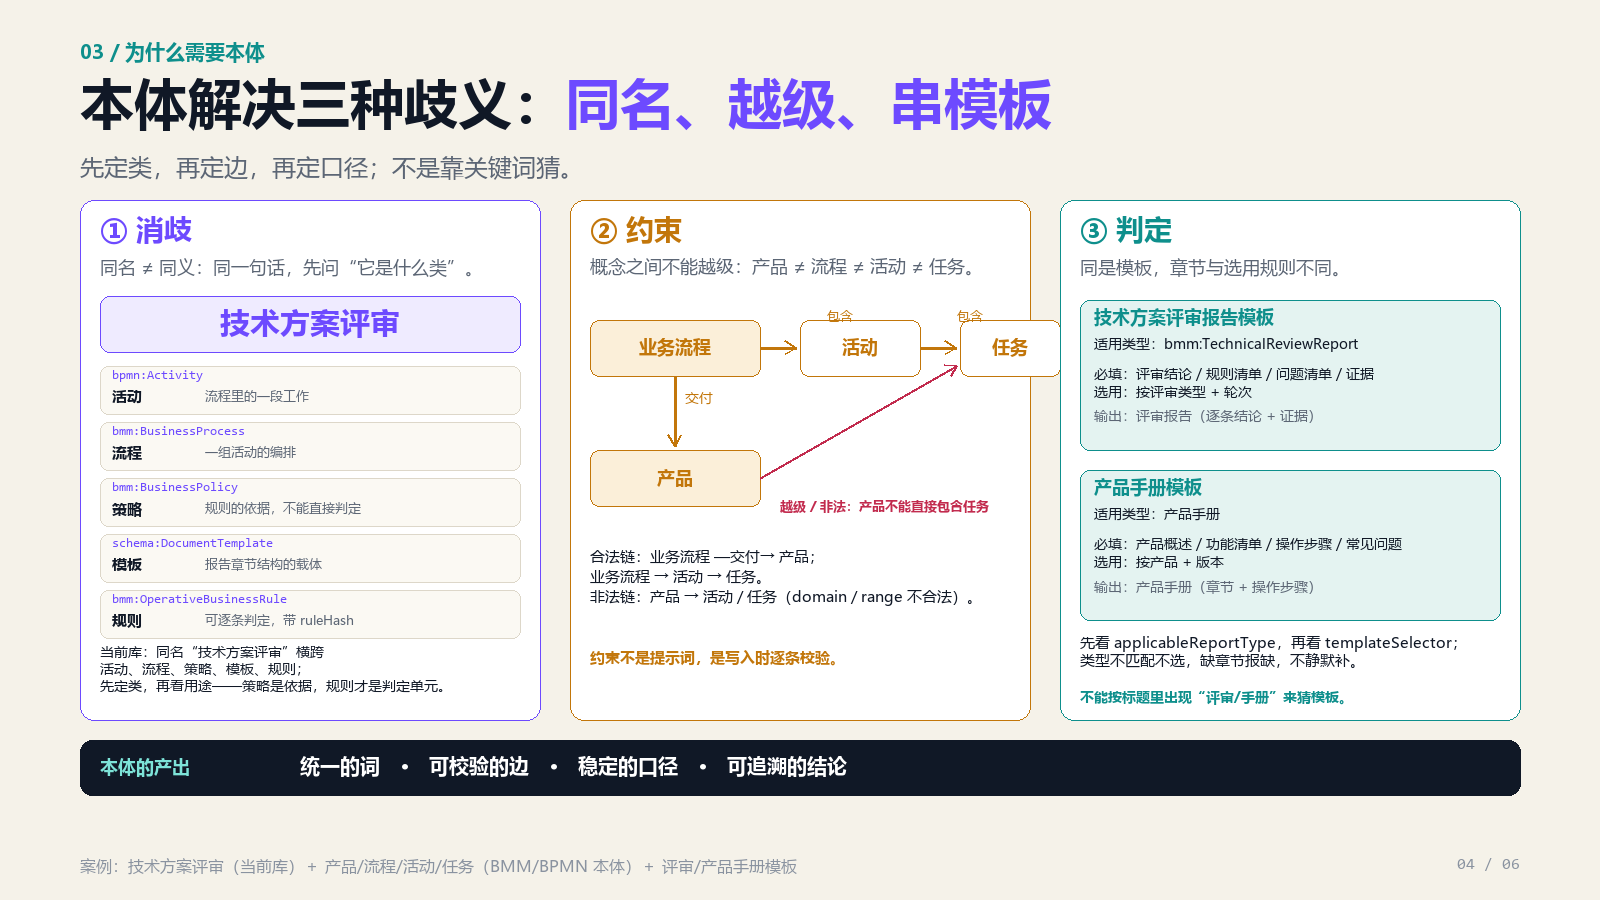 03 / 为什么需要本体
本体解决三种歧义：同名、越级、串模板
先定类，再定边，再定口径；不是靠关键词猜。
① 消歧
同名 ≠ 同义：同一句话，先问“它是什么类”。
技术方案评审
bpmn:Activity
活动 流程里的一段工作
bmm:BusinessProcess
流程 一组活动的编排
bmm:BusinessPolicy
策略 规则的依据，不能直接判定
schema:DocumentTemplate
模板 报告章节结构的载体
bmm:OperativeBusinessRule
规则 可逐条判定，带 ruleHash
当前库：同名“技术方案评审”横跨
活动、流程、策略、模板、规则；
先定类，再看用途——策略是依据，规则才是判定单元。
② 约束
概念之间不能越级：产品 ≠ 流程 ≠ 活动 ≠ 任务。
包含 包含
业务流程 活动 任务
交付
产品
越级 / 非法：产品不能直接包含任务
合法链：业务流程 —交付→ 产品；
业务流程 → 活动 → 任务。
非法链：产品 → 活动 / 任务（domain / range 不合法）。
约束不是提示词，是写入时逐条校验。
③ 判定
同是模板，章节与选用规则不同。
技术方案评审报告模板
适用类型：bmm:TechnicalReviewReport
必填：评审结论 / 规则清单 / 问题清单 / 证据
选用：按评审类型 + 轮次
输出：评审报告（逐条结论 + 证据）
产品手册模板
适用类型：产品手册
必填：产品概述 / 功能清单 / 操作步骤 / 常见问题
选用：按产品 + 版本
输出：产品手册（章节 + 操作步骤）
先看 applicableReportType，再看 templateSelector；
类型不匹配不选，缺章节报缺，不静默补。
不能按标题里出现“评审/手册”来猜模板。
本体的产出 统一的词 • 可校验的边 • 稳定的口径 • 可追溯的结论
案例：技术方案评审（当前库）+ 产品/流程/活动/任务（BMM/BPMN 本体）+ 评审/产品手册模板
04 / 06